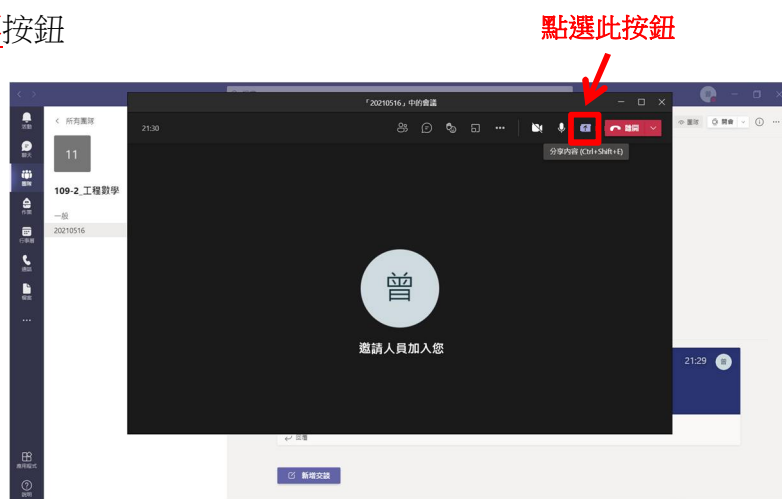 按鈕
點選此按鈕
「20210516」中的會議
活動
< 所有團隊
21:30
離開
團隊
開會
聊天
11
分享內容 (Ctrl+Shift+E)
團隊
109-2_工程數學
作業
一般
20210516
行事曆
通話
曾
檔案
邀請人員加入您
21:29
回覆
應用程式
新增交談
說明